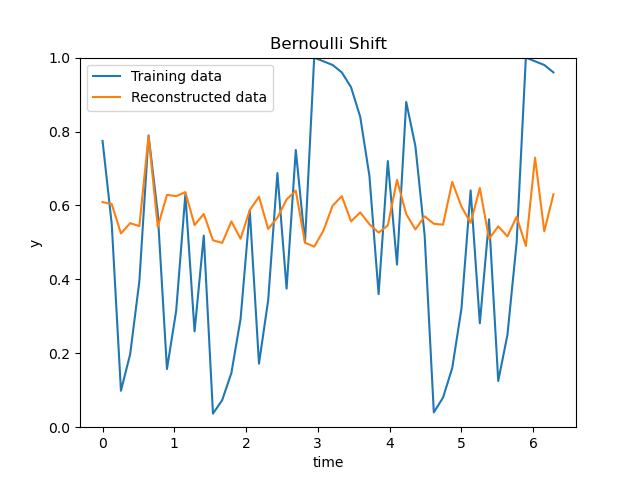 Bernoulli Shift
Training data
Reconstructed data
y
1.0
0.8
0.6
0.4
0.2
0.0
0 1 2 3 4 5 6
time